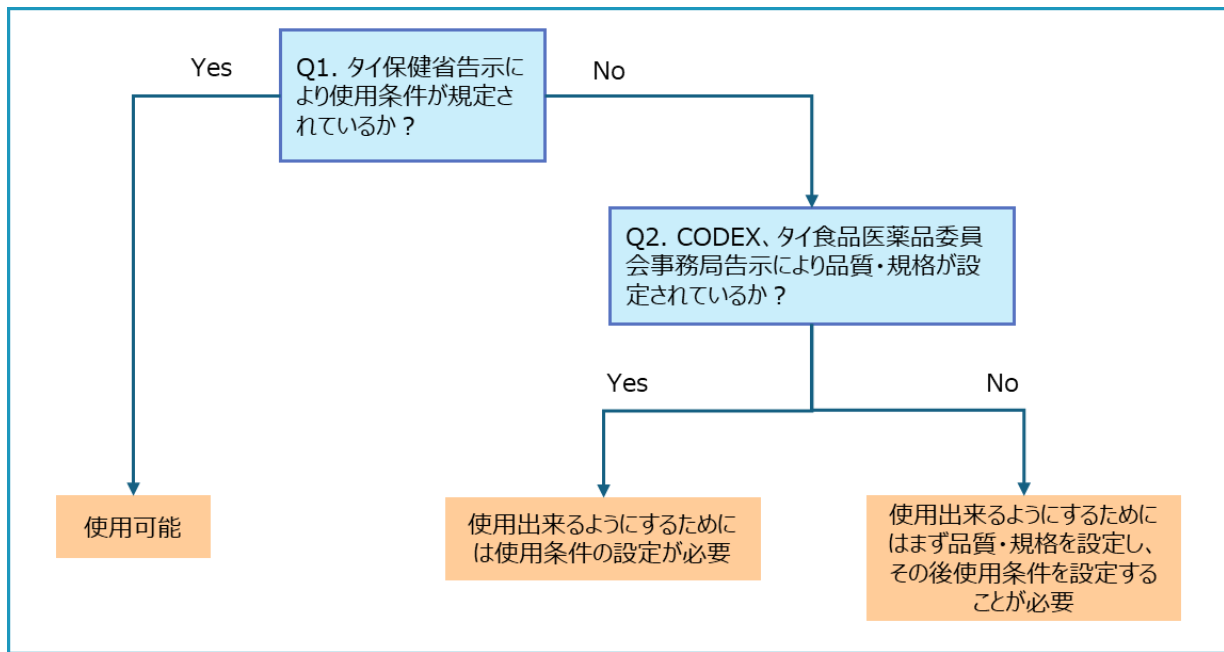 Yes
Q1. タイ保健省告示に
より使用条件が規定さ
れているか？
No
Q2. CODEX、タイ食品医薬品委員
会事務局告示により品質・規格が設
定されているか？
Yes
No
使用可能
使用出来るようにするために
は使用条件の設定が必要
使用出来るようにするために
はまず品質・規格を設定し、
その後使用条件を設定する
ことが必要